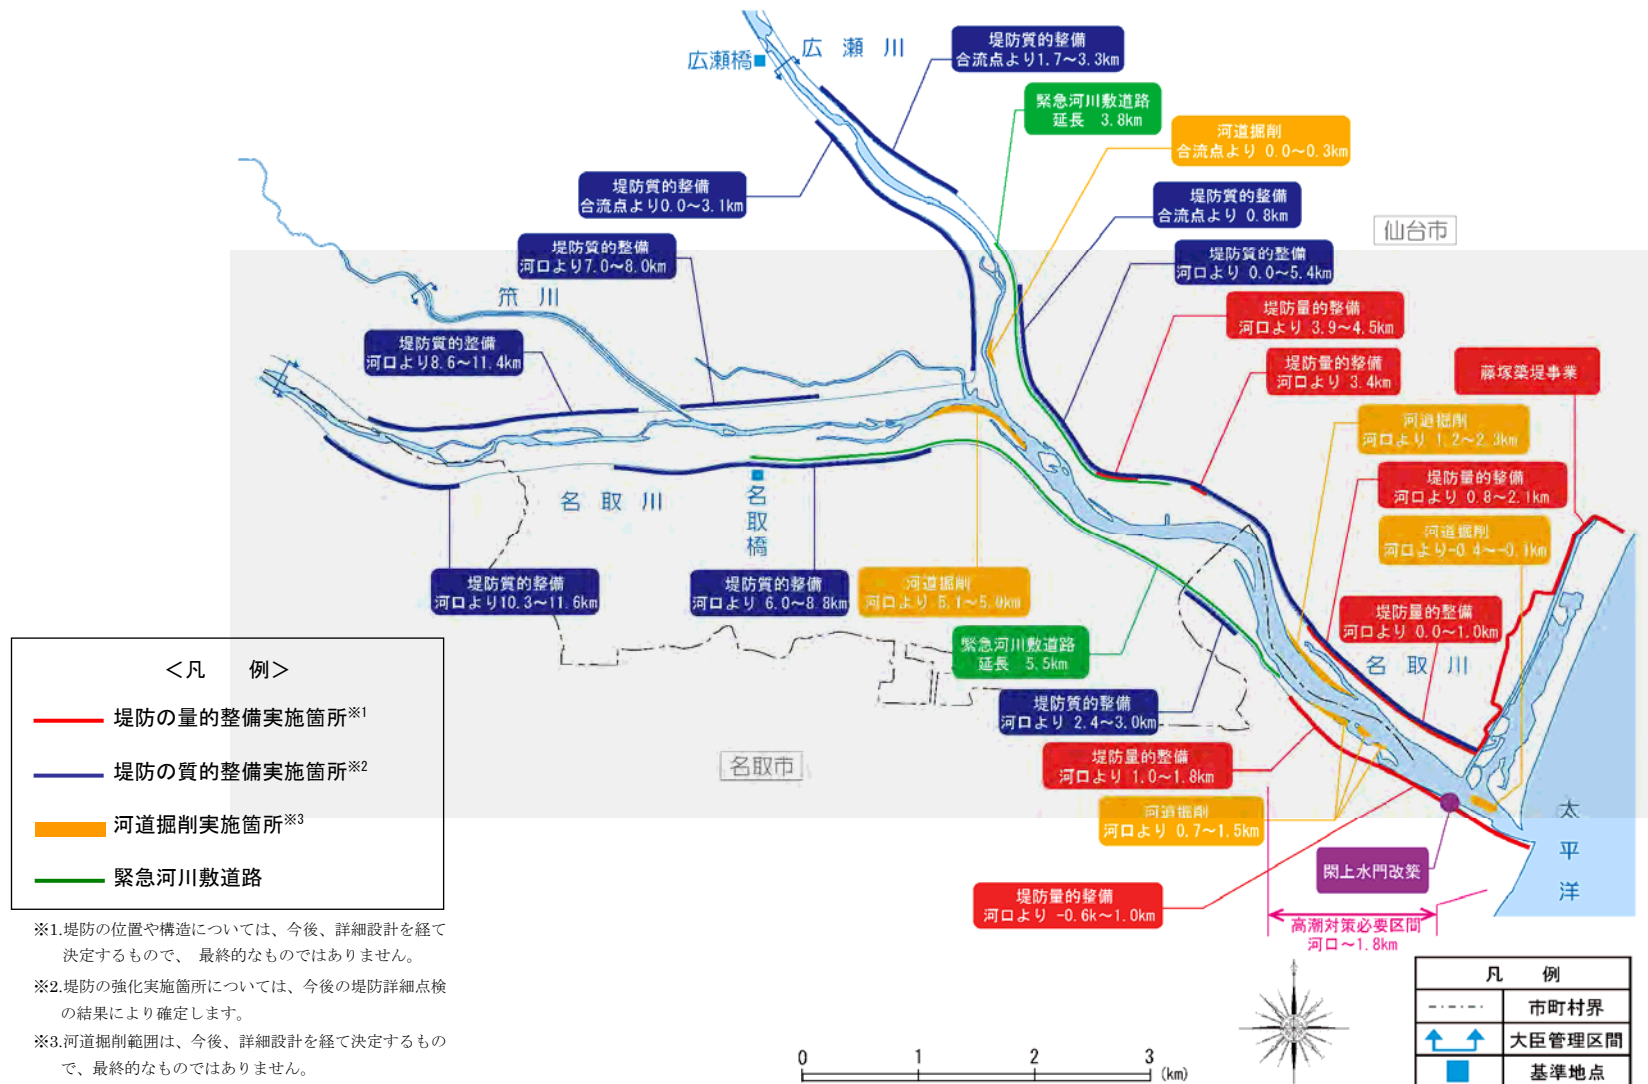 広瀬橋
広瀬川
堤防質的整備
合流点より1.7～3.3km
緊急河川敷道路
延長 3.8km
河道掘削
合流点より 0.0～0.3km
堤防質的整備
合流点より0.0～3.1km
堤防質的整備
合流点より 0.8km
仙台市
堤防質的整備
河口より7.0～8.0km
堤防質的整備
河口より 0.0～5.4km
笊川
堤防量的整備
河口より 3.9～4.5km
堤防質的整備
河口より8.6～11.4km
堤防量的整備
河口より 3.4km
藤塚築堤事業
河道掘削
河口より 1.2～2.3km
堤防量的整備
河口より 0.8～2.1km
名取川
名取橋
河道掘削
河口より-0.4～-0.1km
堤防質的整備
河口より10.3～11.6km
堤防質的整備
河口より 6.0～8.8km
河道掘削
河口より 5.1～5.9km
堤防量的整備
河口より 0.0～1.0km
緊急河川敷道路
延長 5.5km
名取川
堤防質的整備
河口より 2.4～3.0km
名取市
堤防量的整備
河口より 1.0～1.8km
河道掘削
河口より 0.7～1.5km
太平洋
閖上水門改築
堤防量的整備
河口より -0.6k～1.0km
高潮対策必要区間
河口～1.8km
＜凡 例＞
堤防の量的整備実施箇所※1
堤防の質的整備実施箇所※2
河道掘削実施箇所※3
緊急河川敷道路
※1.堤防の位置や構造については、今後、詳細設計を経て
決定するもので、 最終的なものではありません。
※2.堤防の強化実施箇所については、今後の堤防詳細点検
の結果により確定します。
※3.河道掘削範囲は、今後、詳細設計を経て決定するもの
で、最終的なものではありません。
0 1 2 3 (km)
凡 例
市町村界
大臣管理区間
基準地点